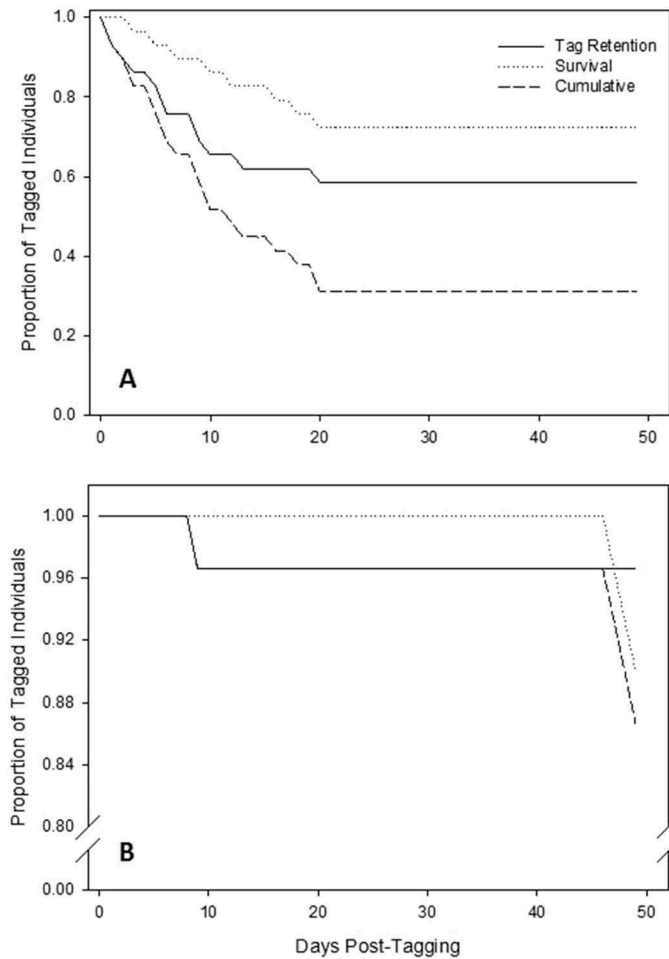 1.0
0.8
0.6
0.4
0.2
0.0
Proportion of Tagged Individuals
Tag Retention
Survival
Cumulative
A
0 10 20 30 40 50
1.00
0.96
0.92
0.88
0.84
0.80
0.00
Proportion of Tagged Individuals
B
0 10 20 30 40 50
Days Post-Tagging